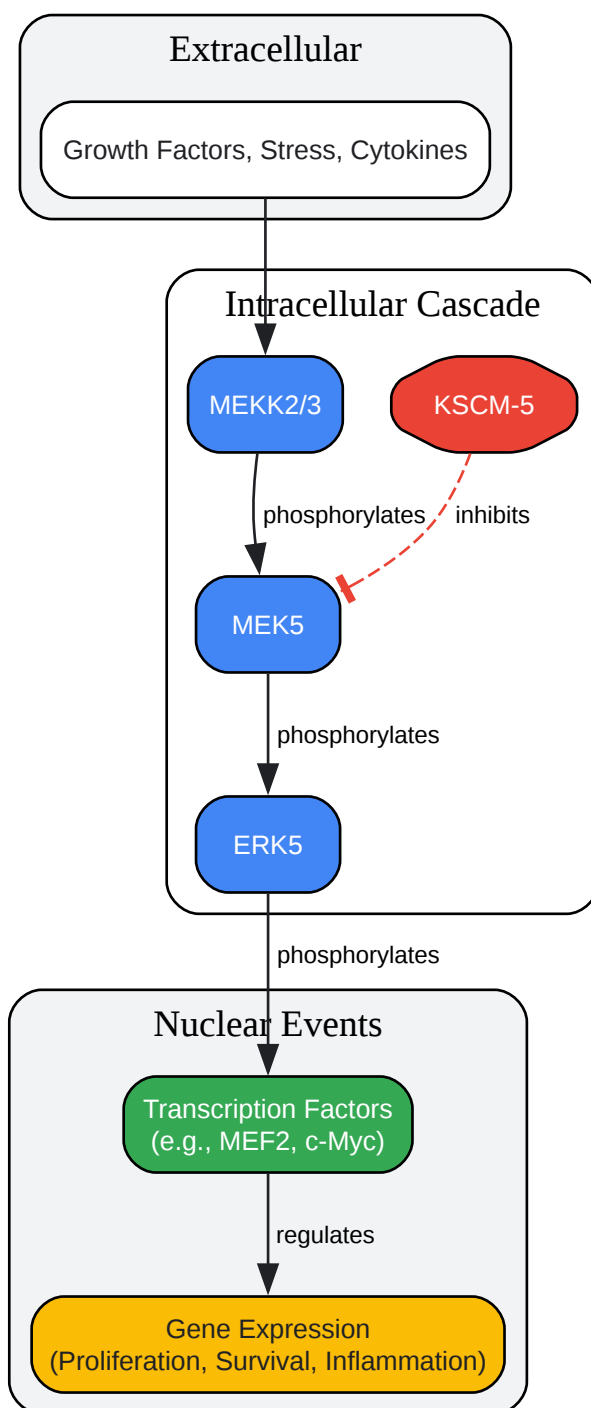 Extracellular
Growth Factors, Stress, Cytokines
Intracellular Cascade
MEKK2/3
KSCM-5
phosphorylates
inhibits
MEK5
phosphorylates
ERK5
phosphorylates
Nuclear Events
Transcription Factors
(e.g., MEF2, c-Myc)
regulates
Gene Expression
(Proliferation, Survival, Inflammation)